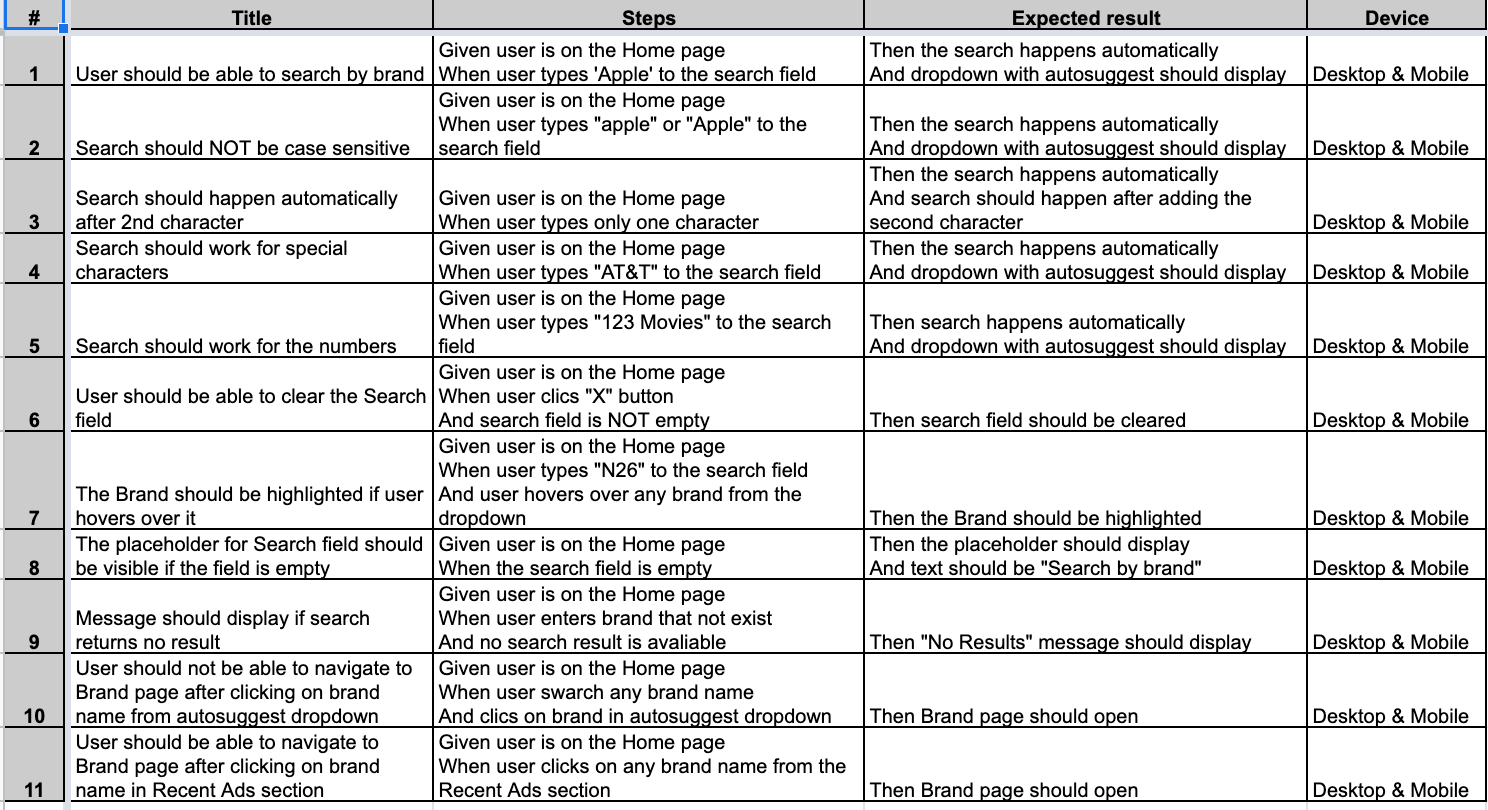 # Title Steps Expected result Device
Given user is on the Home page Then the search happens automatically
1 User should be able to search by brand When user types 'Apple' to the search field And dropdown with autosuggest should display Desktop & Mobile
Given user is on the Home page
When user types "apple" or "Apple" to the Then the search happens automatically
2 Search should NOT be case sensitive search field And dropdown with autosuggest should display Desktop & Mobile
Then the search happens automatically
Search should happen automatically Given user is on the Home page And search should happen after adding the
3 after 2nd character When user types only one character second character Desktop & Mobile
Search should work for special Given user is on the Home page Then the search happens automatically
4 characters When user types "AT&T" to the search field And dropdown with autosuggest should display Desktop & Mobile
Given user is on the Home page
When user types "123 Movies" to the search Then search happens automatically
5 Search should work for the numbers field And dropdown with autosuggest should display Desktop & Mobile
Given user is on the Home page
User should be able to clear the Search When user clics "X" button
6 field And search field is NOT empty Then search field should be cleared Desktop & Mobile
Given user is on the Home page
When user types "N26" to the search field
The Brand should be highlighted if user And user hovers over any brand from the
7 hovers over it dropdown Then the Brand should be highlighted Desktop & Mobile
The placeholder for Search field should Given user is on the Home page Then the placeholder should display
8 be visible if the field is empty When the search field is empty And text should be "Search by brand" Desktop & Mobile
Given user is on the Home page
Message should display if search When user enters brand that not exist
9 returns no result And no search result is avaliable Then "No Results" message should display Desktop & Mobile
User should not be able to navigate to Given user is on the Home page
Brand page after clicking on brand When user swarch any brand name
10 name from autosuggest dropdown And clics on brand in autosuggest dropdown Then Brand page should open Desktop & Mobile
User should be able to navigate to Given user is on the Home page
Brand page after clicking on brand When user clicks on any brand name from the
11 name in Recent Ads section Recent Ads section Then Brand page should open Desktop & Mobile